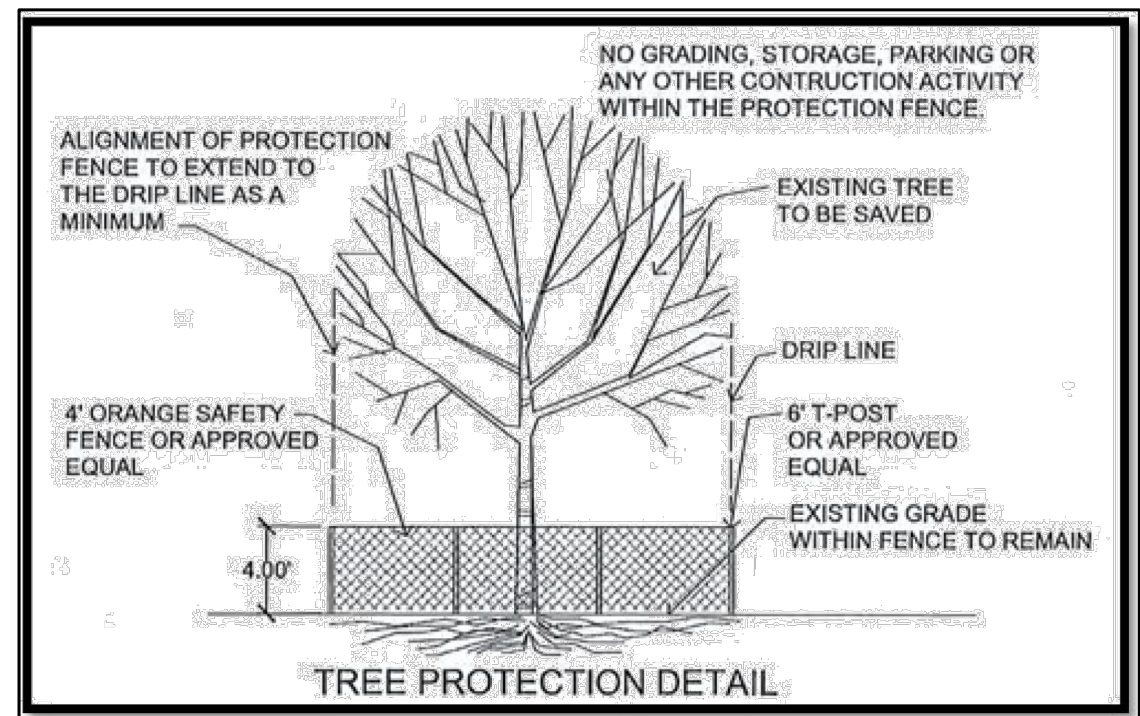 NO GRADING, STORAGE, PARKING OR
ANY OTHER CONTRUCTION ACTIVITY
WITHIN THE PROTECTION FENCE.
ALIGNMENT OF PROTECTION
FENCE TO EXTEND TO
THE DRIP LINE AS A
MINIMUM
EXISTING TREE
TO BE SAVED
DRIP LINE
4' ORANGE SAFETY
FENCE OR APPROVED
EQUAL
6' T-POST
OR APPROVED
EQUAL
EXISTING GRADE
WITHIN FENCE TO REMAIN
4.00'
TREE PROTECTION DETAIL